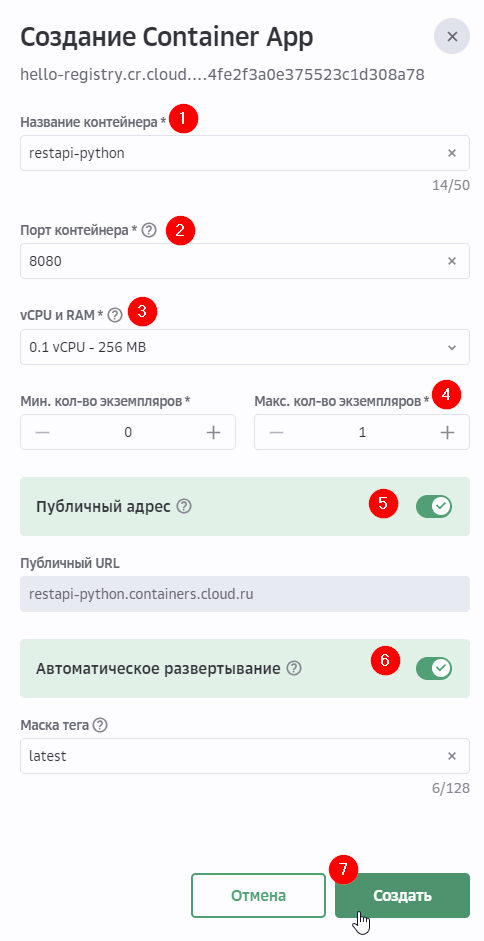 Создание Container App
hello-registry.cr.cloud....4fe2f3a0e375523c1d308a78
Название контейнера * 1
restapi-python
14/50
Порт контейнера * ? 2
8080
vCPU и RAM * ? 3
0.1 vCPU - 256 MB
Мин. кол-во экземпляров * Макс. кол-во экземпляров * 4
0 1
Публичный адрес ? 5
Публичный URL
restapi-python.containers.cloud.ru
Автоматическое развертывание ? 6
Маска тега ?
latest
6/128
7
Отмена Создать